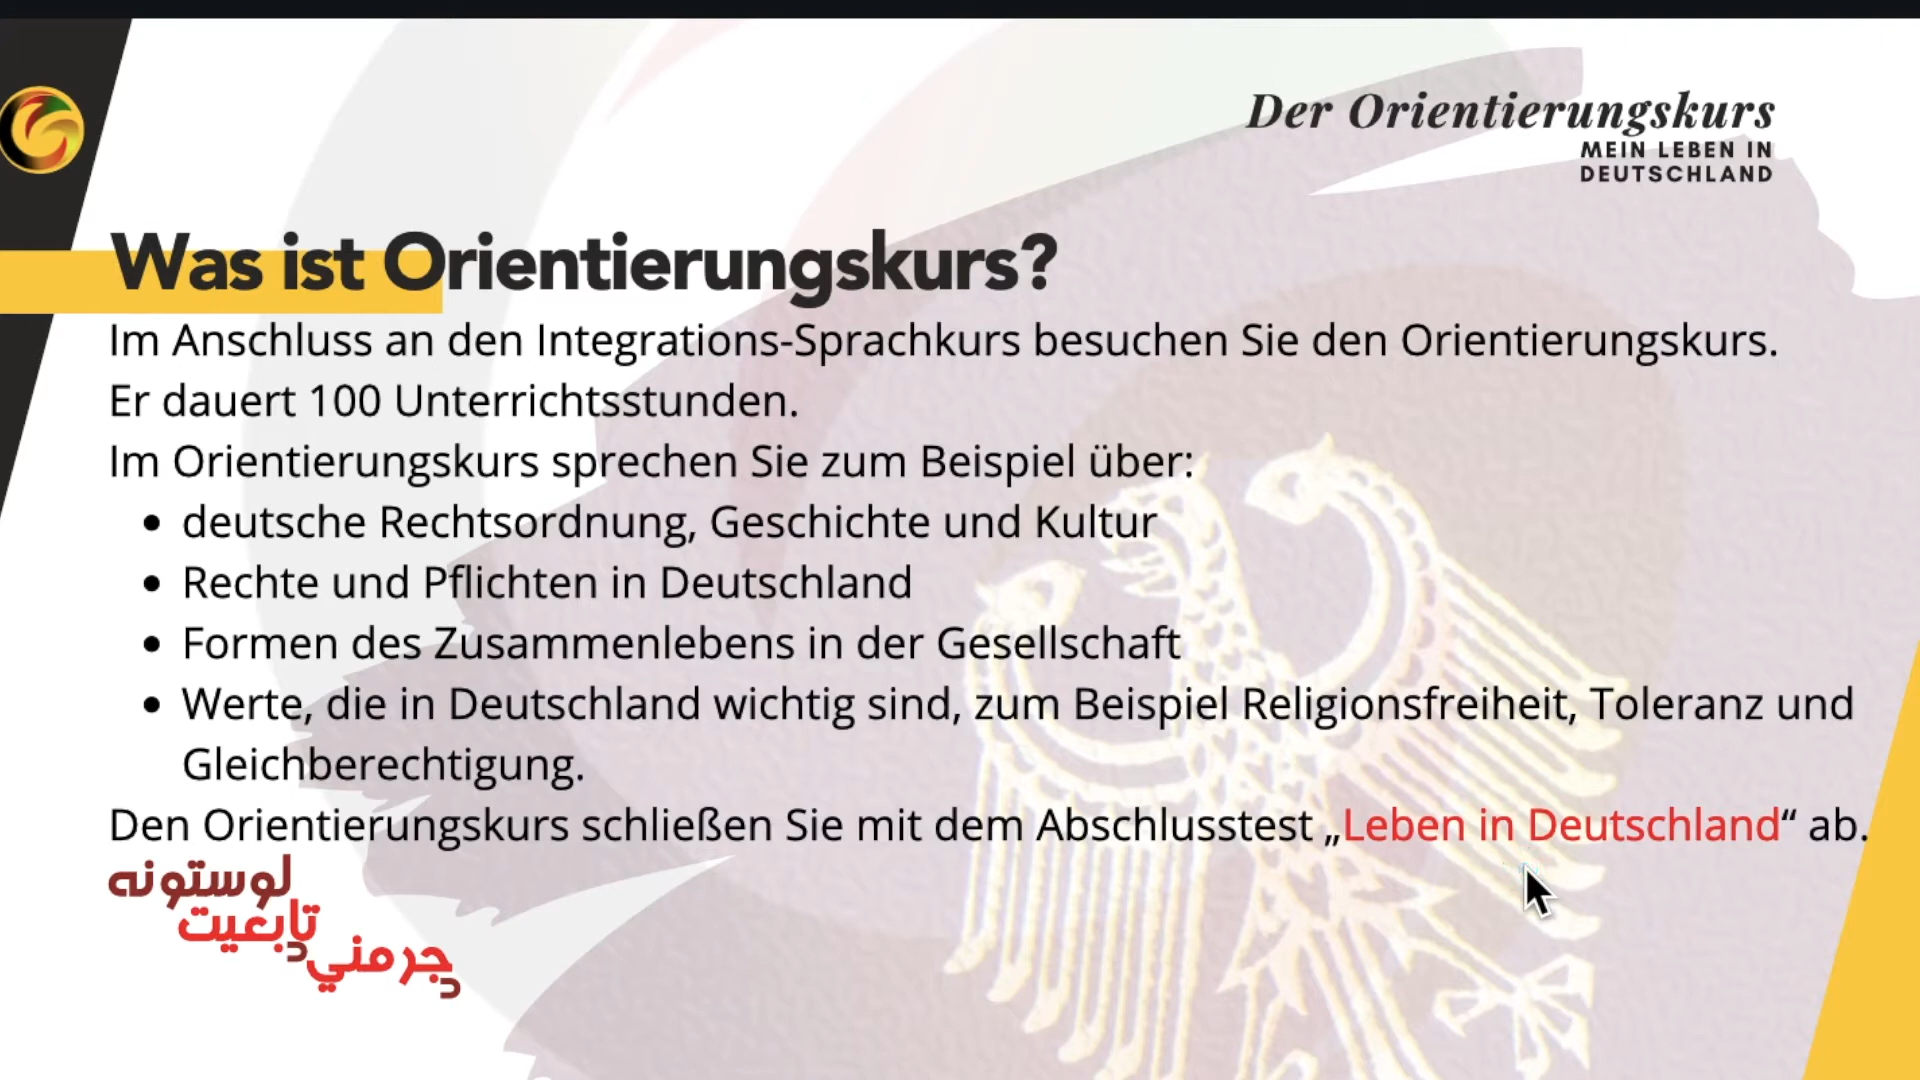 Der Orientierungskurs
MEIN LEBEN IN
DEUTSCHLAND
Was ist Orientierungskurs?
Im Anschluss an den Integrations-Sprachkurs besuchen Sie den Orientierungskurs.
Er dauert 100 Unterrichtsstunden.
Im Orientierungskurs sprechen Sie zum Beispiel über:
• deutsche Rechtsordnung, Geschichte und Kultur
• Rechte und Pflichten in Deutschland
• Formen des Zusammenlebens in der Gesellschaft
• Werte, die in Deutschland wichtig sind, zum Beispiel Religionsfreiheit, Toleranz und
Gleichberechtigung.
Den Orientierungskurs schließen Sie mit dem Abschlusstest „Leben in Deutschland“ ab.
د جرمني
د تابعيت
لوستونه